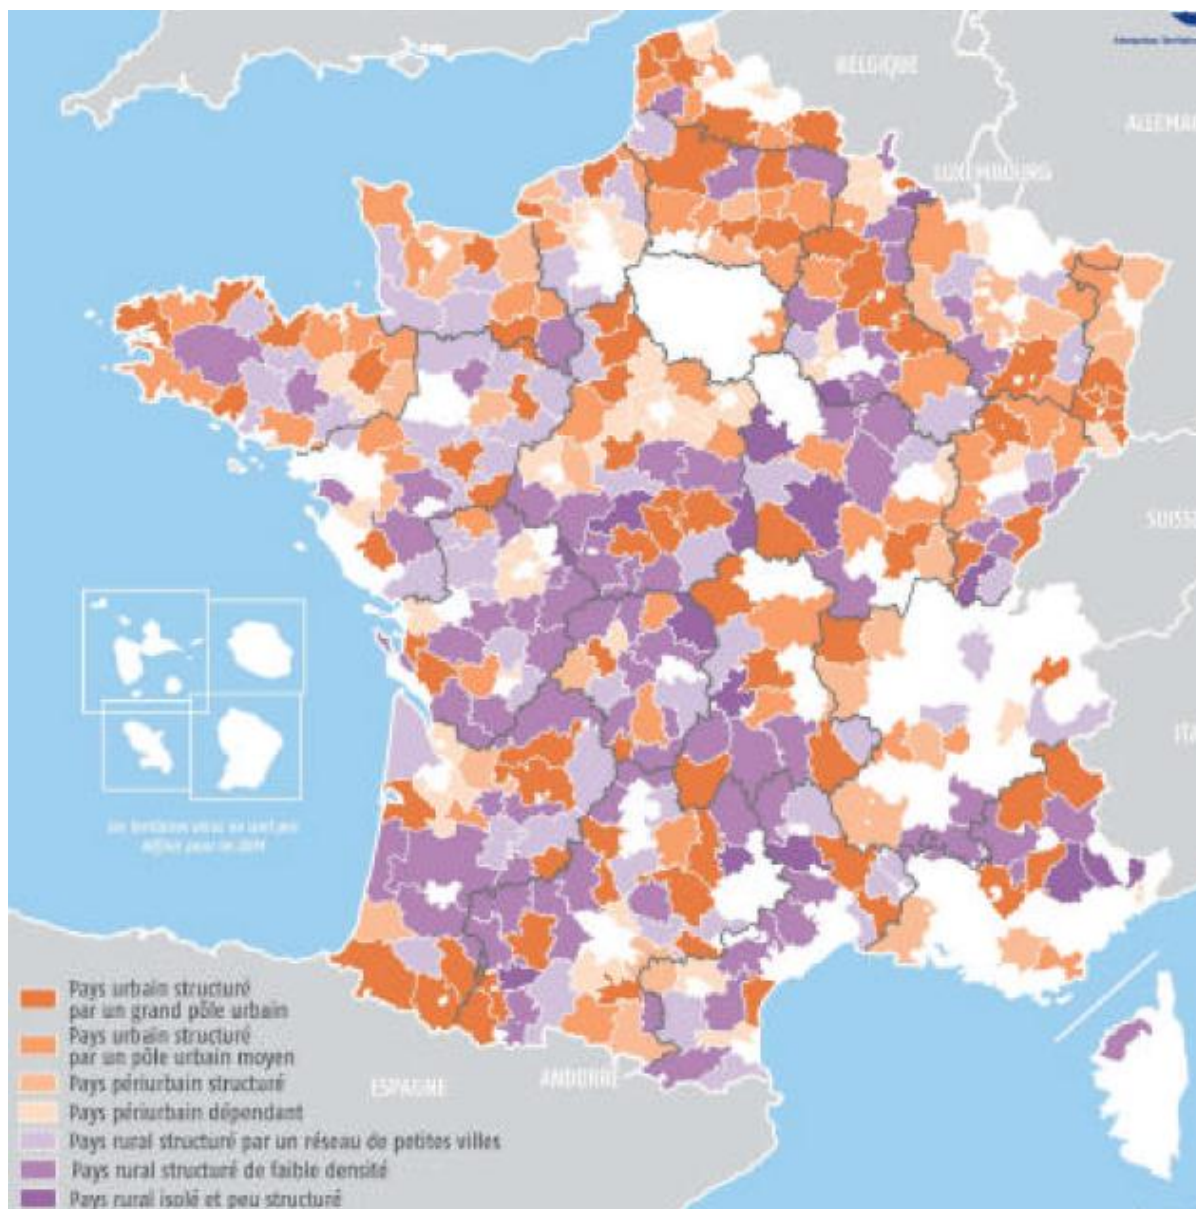 BELGIQUE
ALLEMA
LUXEMBOURG
SUISS
ITA
ESPAGNE
ANDORRE
Pays urbain structuré
par un grand pôle urbain
Pays urbain structuré
par un pôle urbain moyen
Pays périurbain structuré
Pays périurbain dépendant
Pays rural structuré par un réseau de petites villes
Pays rural structuré de faible densité
Pays rural isolé et peu structuré